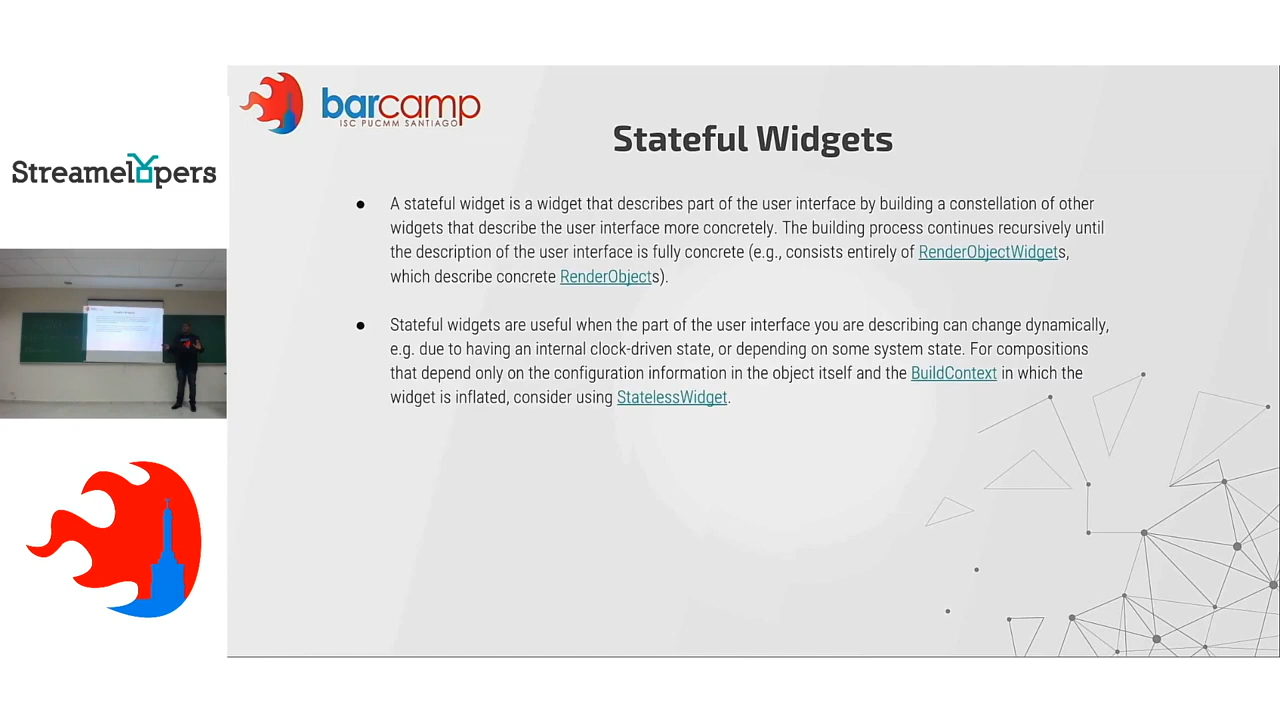 Streamelopers
barcamp
ISC PUCMM SANTIAGO
Stateful Widgets
● A stateful widget is a widget that describes part of the user interface by building a constellation of other
widgets that describe the user interface more concretely. The building process continues recursively until
the description of the user interface is fully concrete (e.g., consists entirely of RenderObjectWidgets,
which describe concrete RenderObjects).
● Stateful widgets are useful when the part of the user interface you are describing can change dynamically,
e.g. due to having an internal clock-driven state, or depending on some system state. For compositions
that depend only on the configuration information in the object itself and the BuildContext in which the
widget is inflated, consider using StatelessWidget.